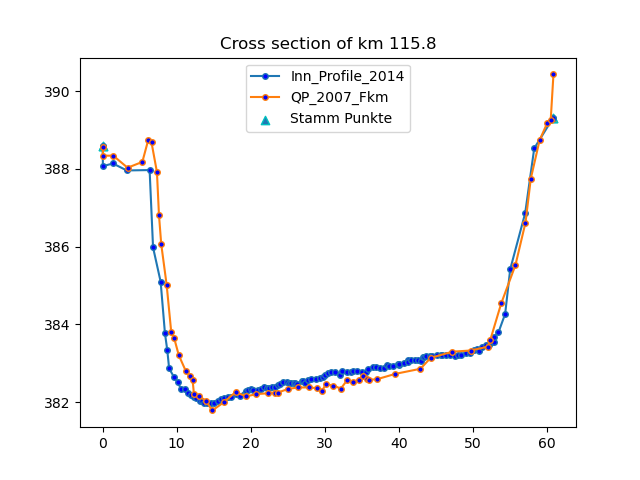 Cross section of km 115.8
Inn_Profile_2014
QP_2007_Fkm
Stamm Punkte
390
388
386
384
382
0 10 20 30 40 50 60